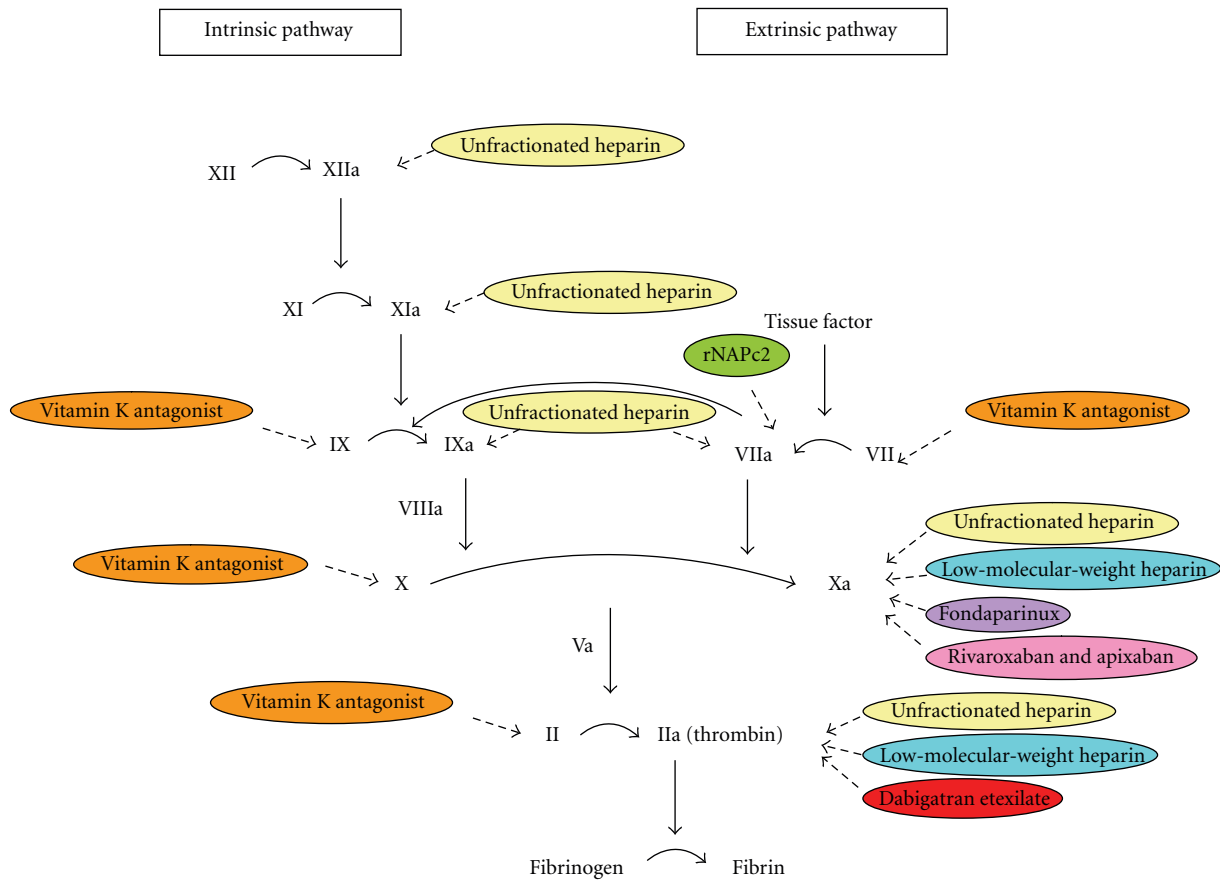 Intrinsic pathway
Extrinsic pathway
Unfractionated heparin
XII
XIIa
Unfractionated heparin
XI
XIa
Tissue factor
rNAPc2
Vitamin K antagonist
Unfractionated heparin
Vitamin K antagonist
IX
IXa
VIIa
VII
VIIIa
Unfractionated heparin
Vitamin K antagonist
Low-molecular-weight heparin
X
Xa
Fondaparinux
Va
Rivaroxaban and apixaban
Vitamin K antagonist
Unfractionated heparin
II
IIa (thrombin)
Low-molecular-weight heparin
Dabigatran etexilate
Fibrinogen
Fibrin